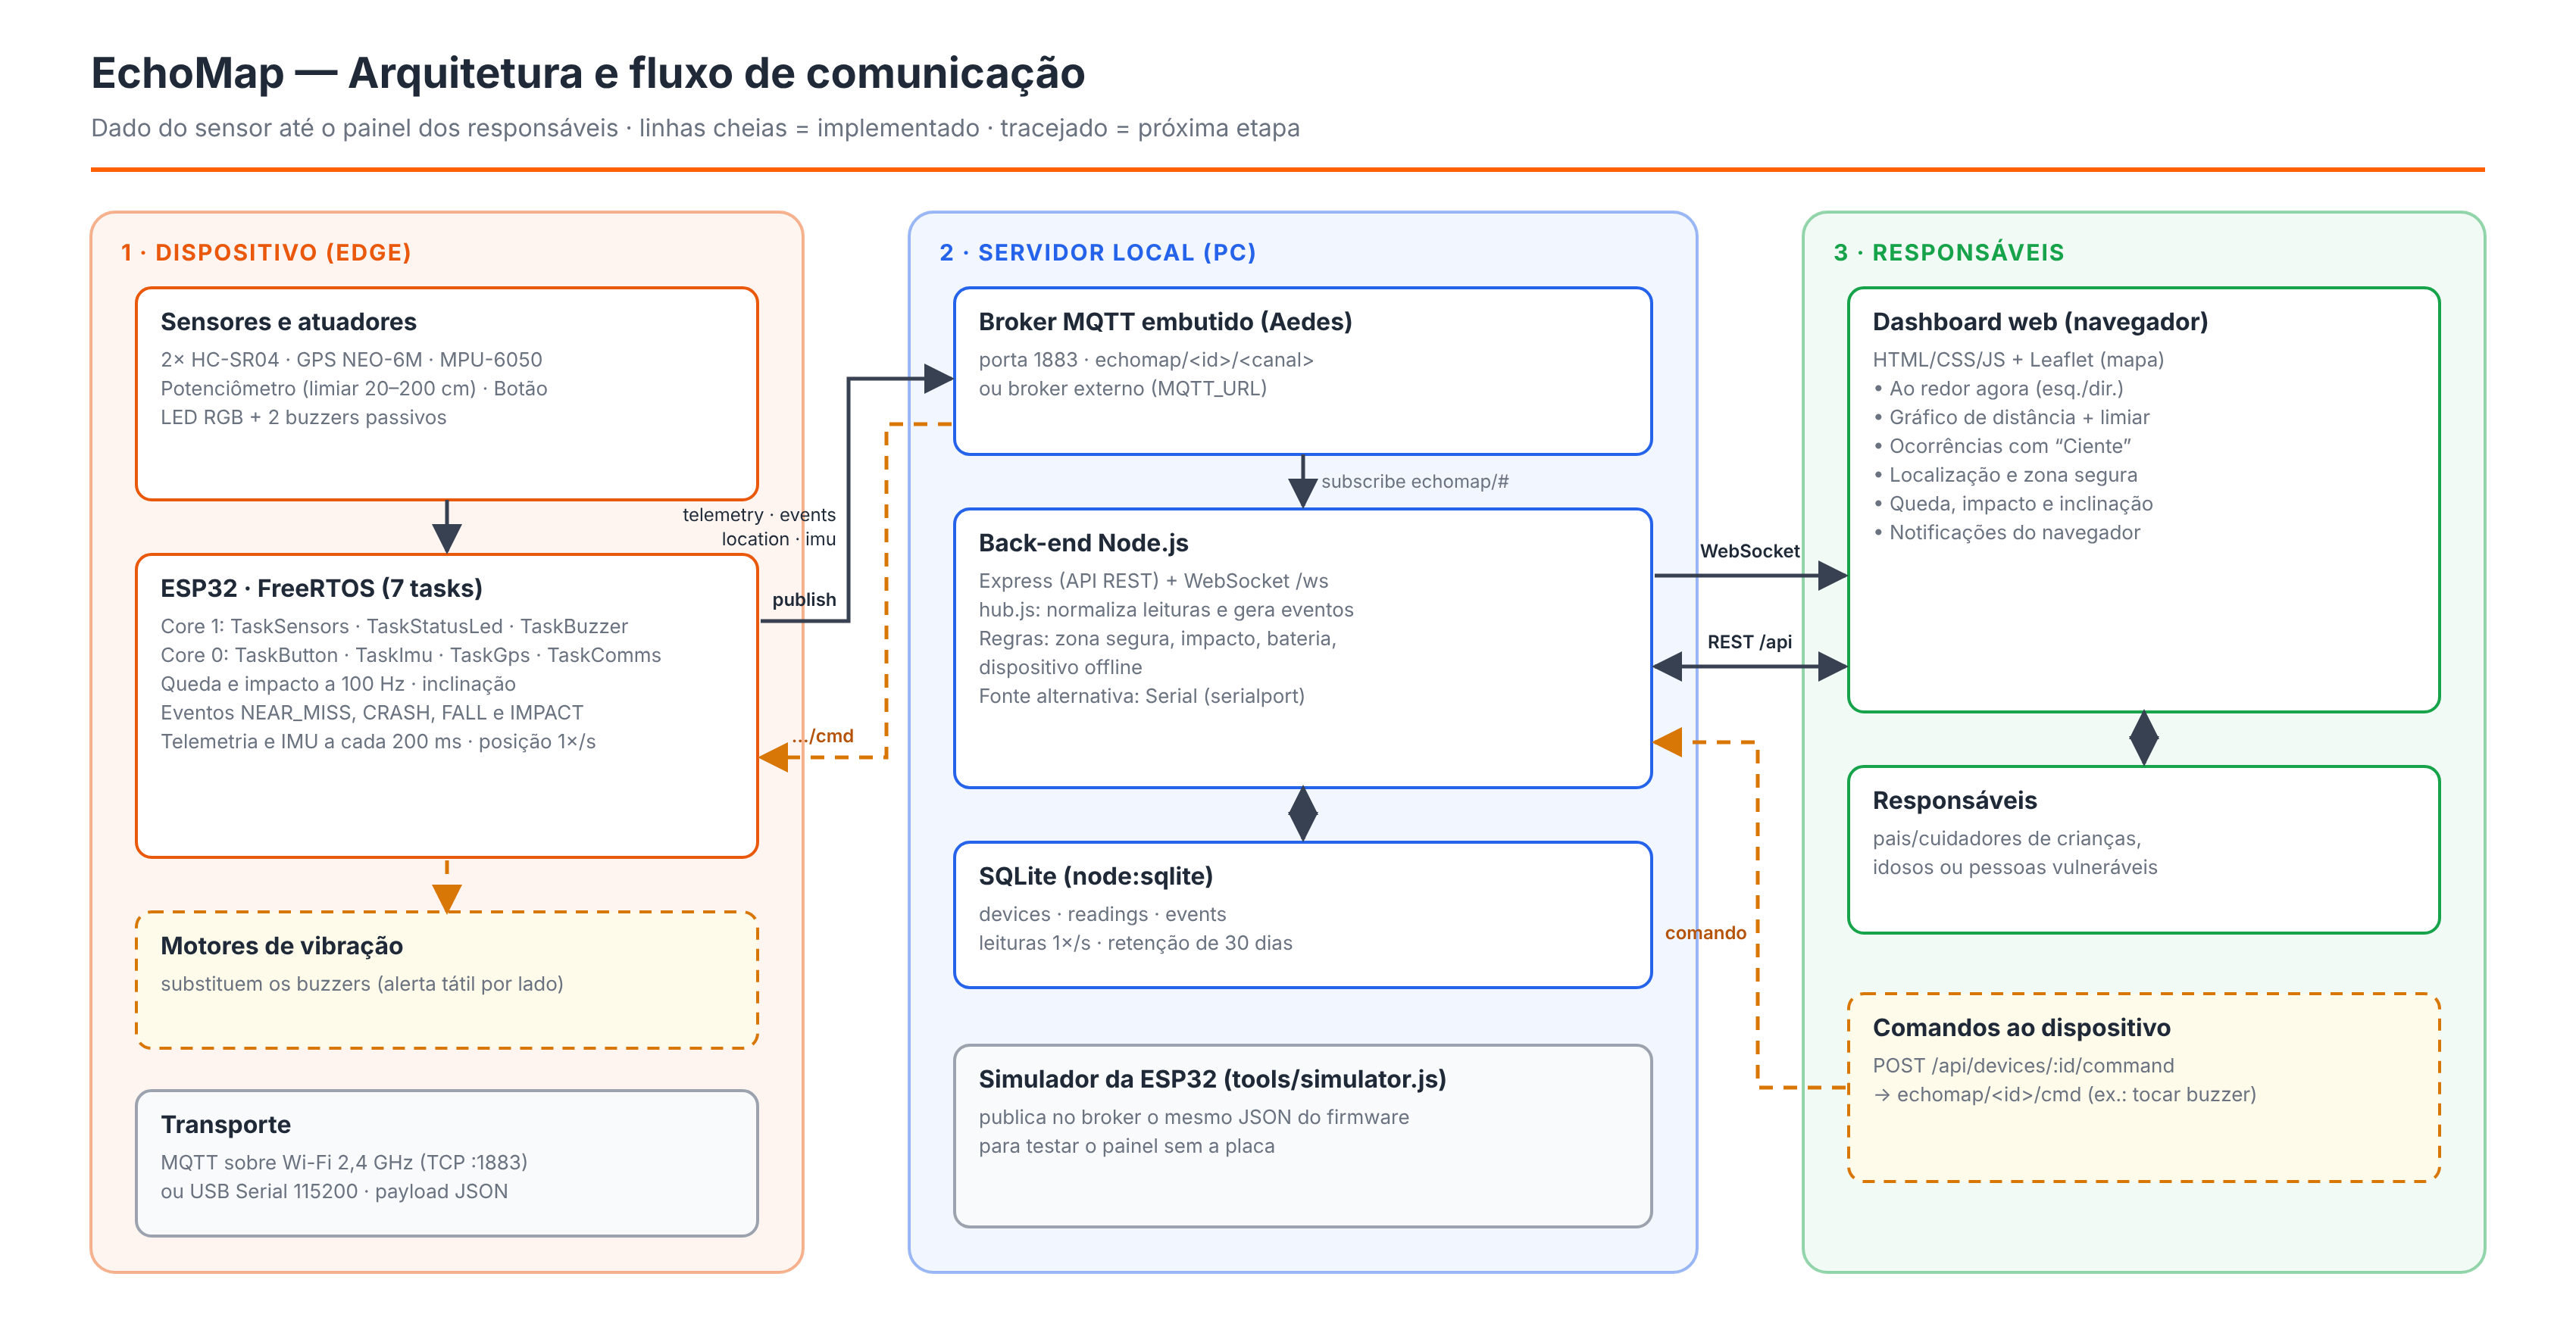 EchoMap — Arquitetura e fluxo de comunicação
Dado do sensor até o painel dos responsáveis · linhas cheias = implementado · tracejado = próxima etapa
1 · DISPOSITIVO (EDGE)
Sensores e atuadores
2× HC-SR04 · GPS NEO-6M · MPU-6050
Potenciômetro (limiar 20–200 cm) · Botão
LED RGB + 2 buzzers passivos
telemetry · events
location · imu
publish
ESP32 · FreeRTOS (7 tasks)
Core 1: TaskSensors · TaskStatusLed · TaskBuzzer
Core 0: TaskButton · TaskImu · TaskGps · TaskComms
Queda e impacto a 100 Hz · inclinação
Eventos NEAR_MISS, CRASH, FALL e IMPACT
Telemetria e IMU a cada 200 ms · posição 1×/s
.../cmd
Motores de vibração
substituem os buzzers (alerta tátil por lado)
Transporte
MQTT sobre Wi-Fi 2,4 GHz (TCP :1883)
ou USB Serial 115200 · payload JSON
2 · SERVIDOR LOCAL (PC)
Broker MQTT embutido (Aedes)
porta 1883 · echomap/<id>/<canal>
ou broker externo (MQTT_URL)
subscribe echomap/#
Back-end Node.js
Express (API REST) + WebSocket /ws
hub.js: normaliza leituras e gera eventos
Regras: zona segura, impacto, bateria,
dispositivo offline
Fonte alternativa: Serial (serialport)
SQLite (node:sqlite)
devices · readings · events
leituras 1×/s · retenção de 30 dias
Simulador da ESP32 (tools/simulator.js)
publica no broker o mesmo JSON do firmware
para testar o painel sem a placa
WebSocket
REST /api
comando
3 · RESPONSÁVEIS
Dashboard web (navegador)
HTML/CSS/JS + Leaflet (mapa)
• Ao redor agora (esq./dir.)
• Gráfico de distância + limiar
• Ocorrências com “Ciente”
• Localização e zona segura
• Queda, impacto e inclinação
• Notificações do navegador
Responsáveis
pais/cuidadores de crianças,
idosos ou pessoas vulneráveis
Comandos ao dispositivo
POST /api/devices/:id/command
→ echomap/<id>/cmd (ex.: tocar buzzer)